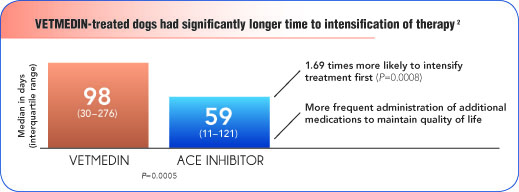 VETMEDIN-treated dogs had significantly longer time to intensification of therapy²
Median in days
(interquartile range)
98
(30–276)
59
(11–121)
VETMEDIN
ACE INHIBITOR
P=0.0005
1.69 times more likely to intensify
treatment first (P=0.0008)
More frequent administration of additional
medications to maintain quality of life